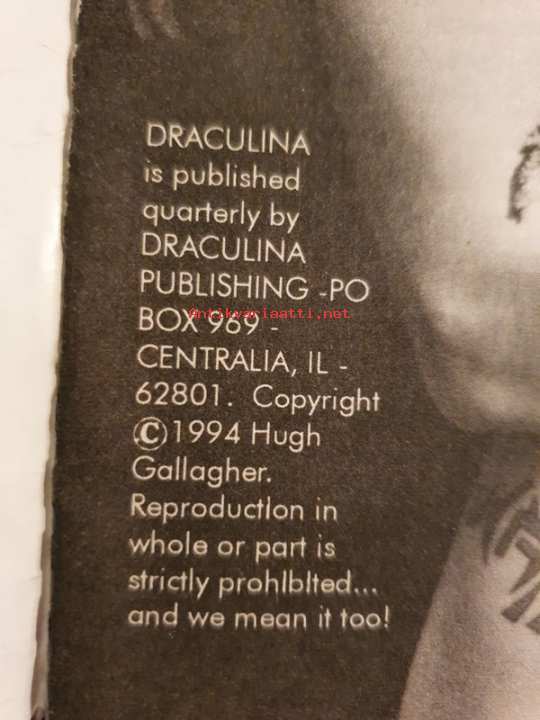 DRACULINA
is published
quarterly by
DRACULINA
PUBLISHING -PO
BOX 969 -
Antikvariaatti.net
CENTRALIA, IL -
62801. Copyright
©1994 Hugh
Gallagher.
Reproduction in
whole or part is
strictly prohibited...
and we mean it too!